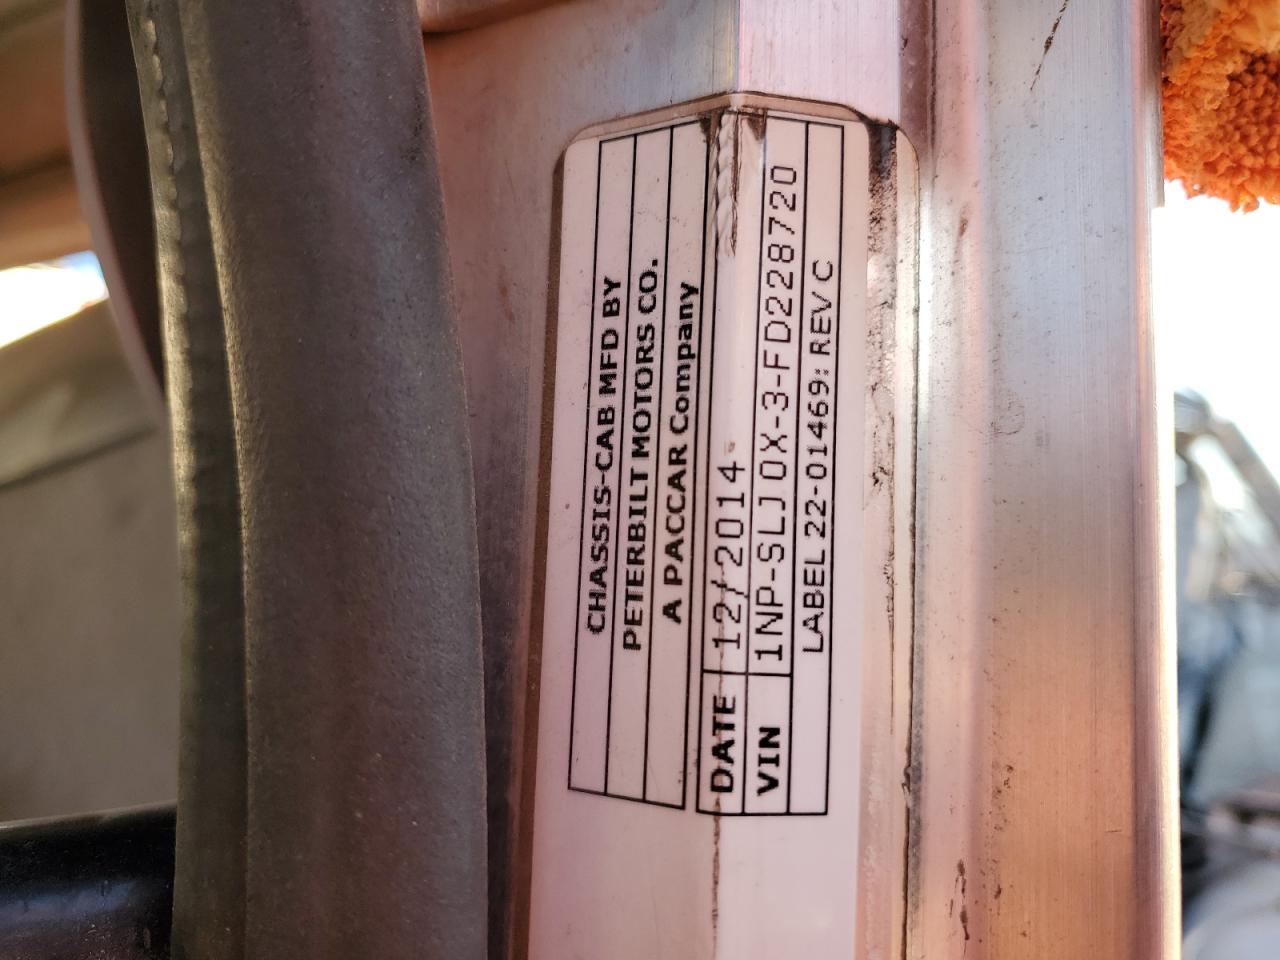 CHASSIS-CAB MFD BY
PETERBILT MOTORS CO.
A PACCAR Company
DATE 12/2014
VIN 1NP-SLJ0X-3-FD228720
LABEL 22-01469: REV C